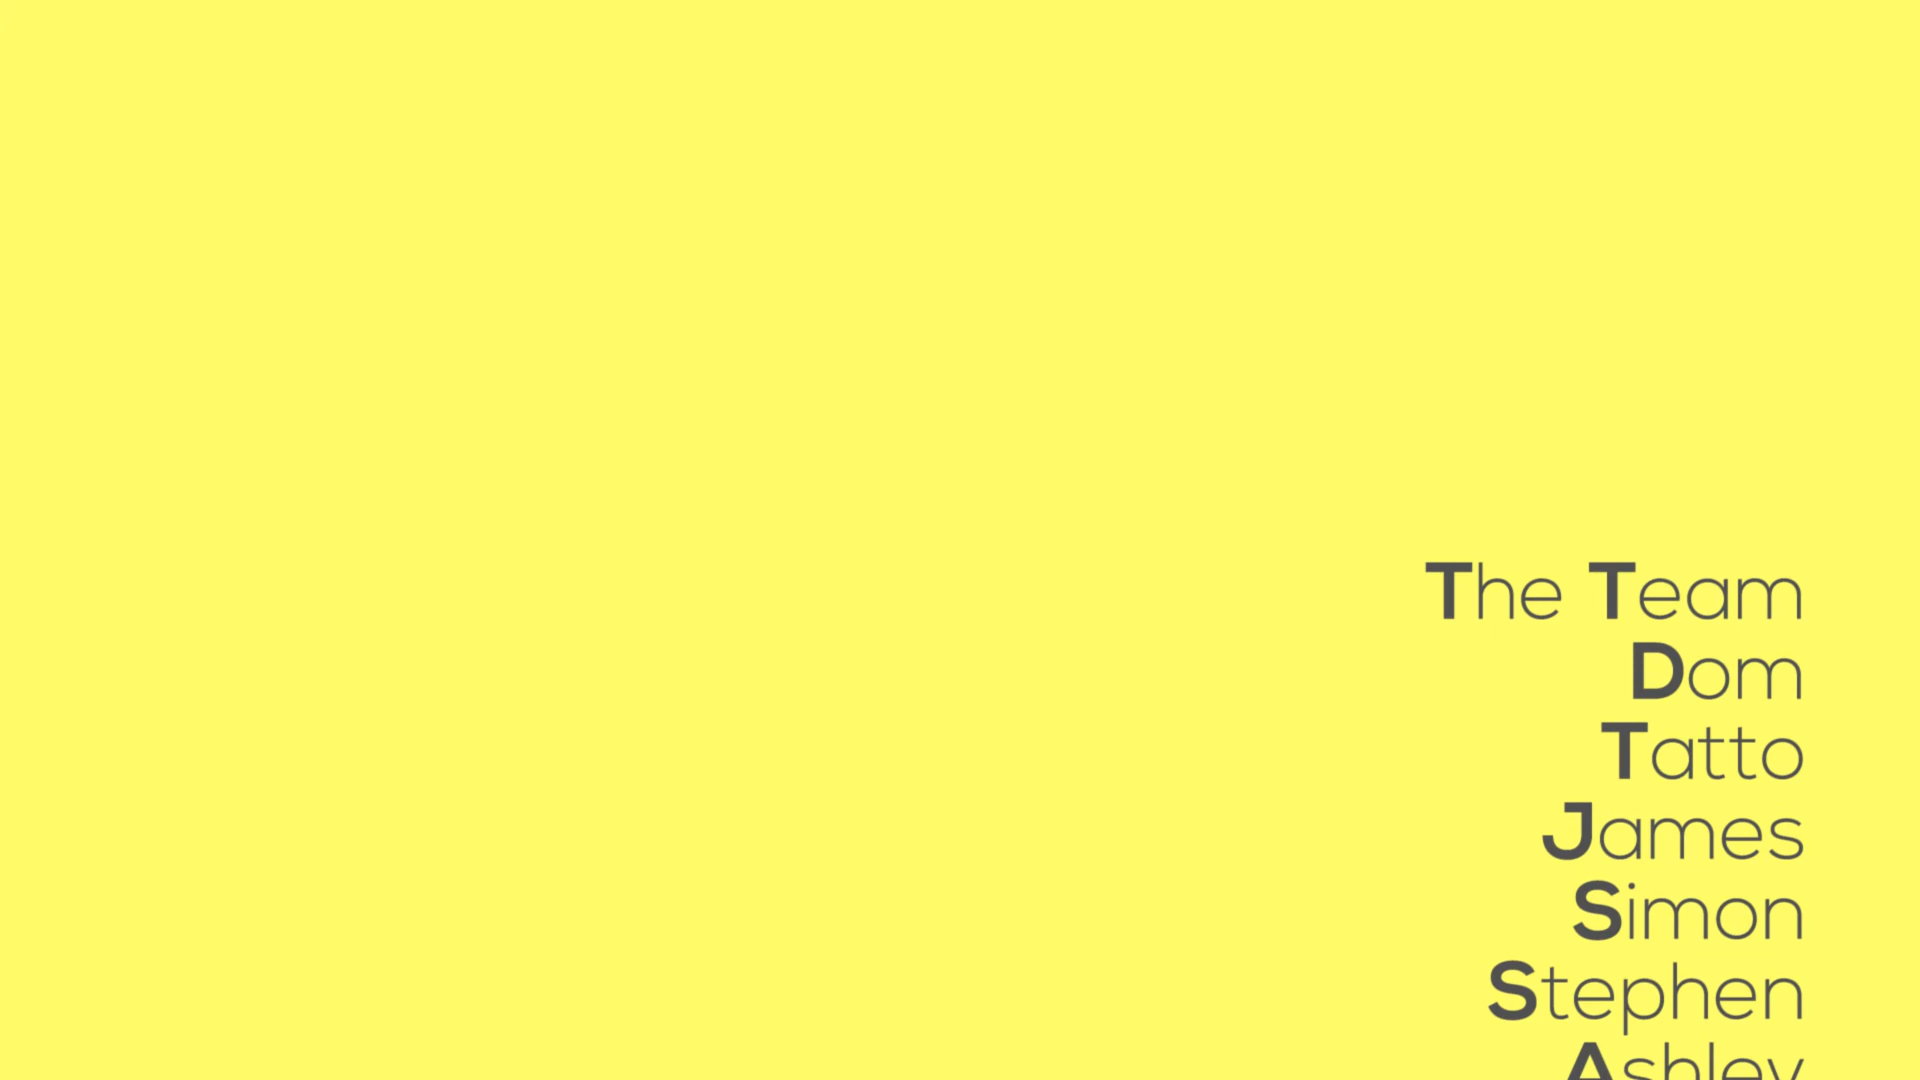 The Team
Dom
Tatto
James
Simon
Stephen
Ashley